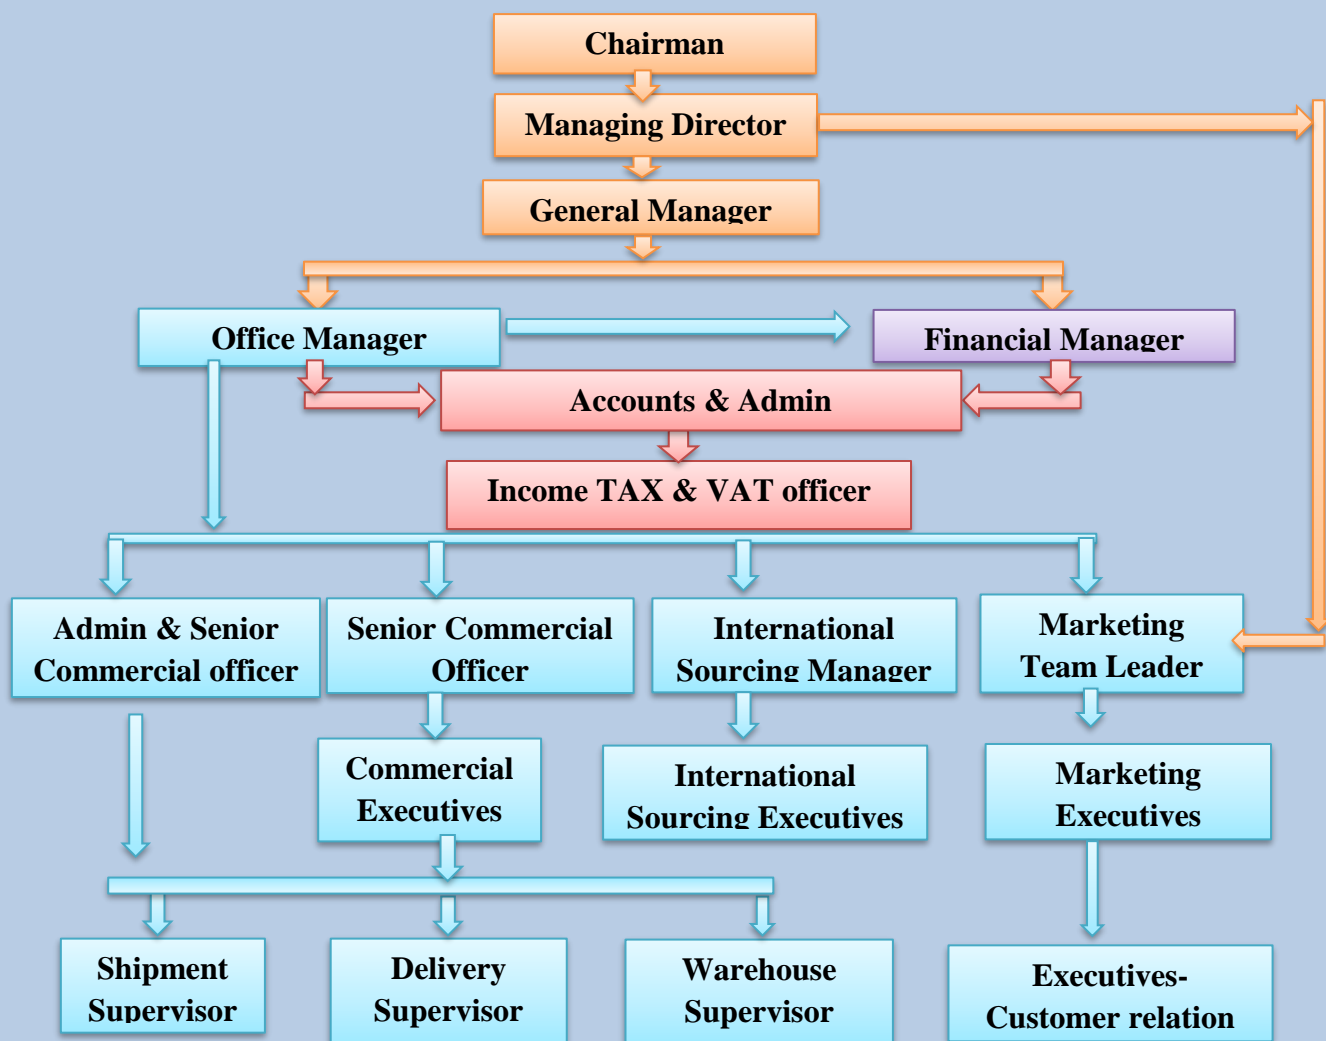 Chairman
Managing Director
General Manager
Office Manager
Financial Manager
Accounts & Admin
Income TAX & VAT officer
Admin & Senior
Commercial officer
Senior Commercial
Officer
International
Sourcing Manager
Marketing
Team Leader
Commercial
Executives
International
Sourcing Executives
Marketing
Executives
Shipment
Supervisor
Delivery
Supervisor
Warehouse
Supervisor
Executives-
Customer relation